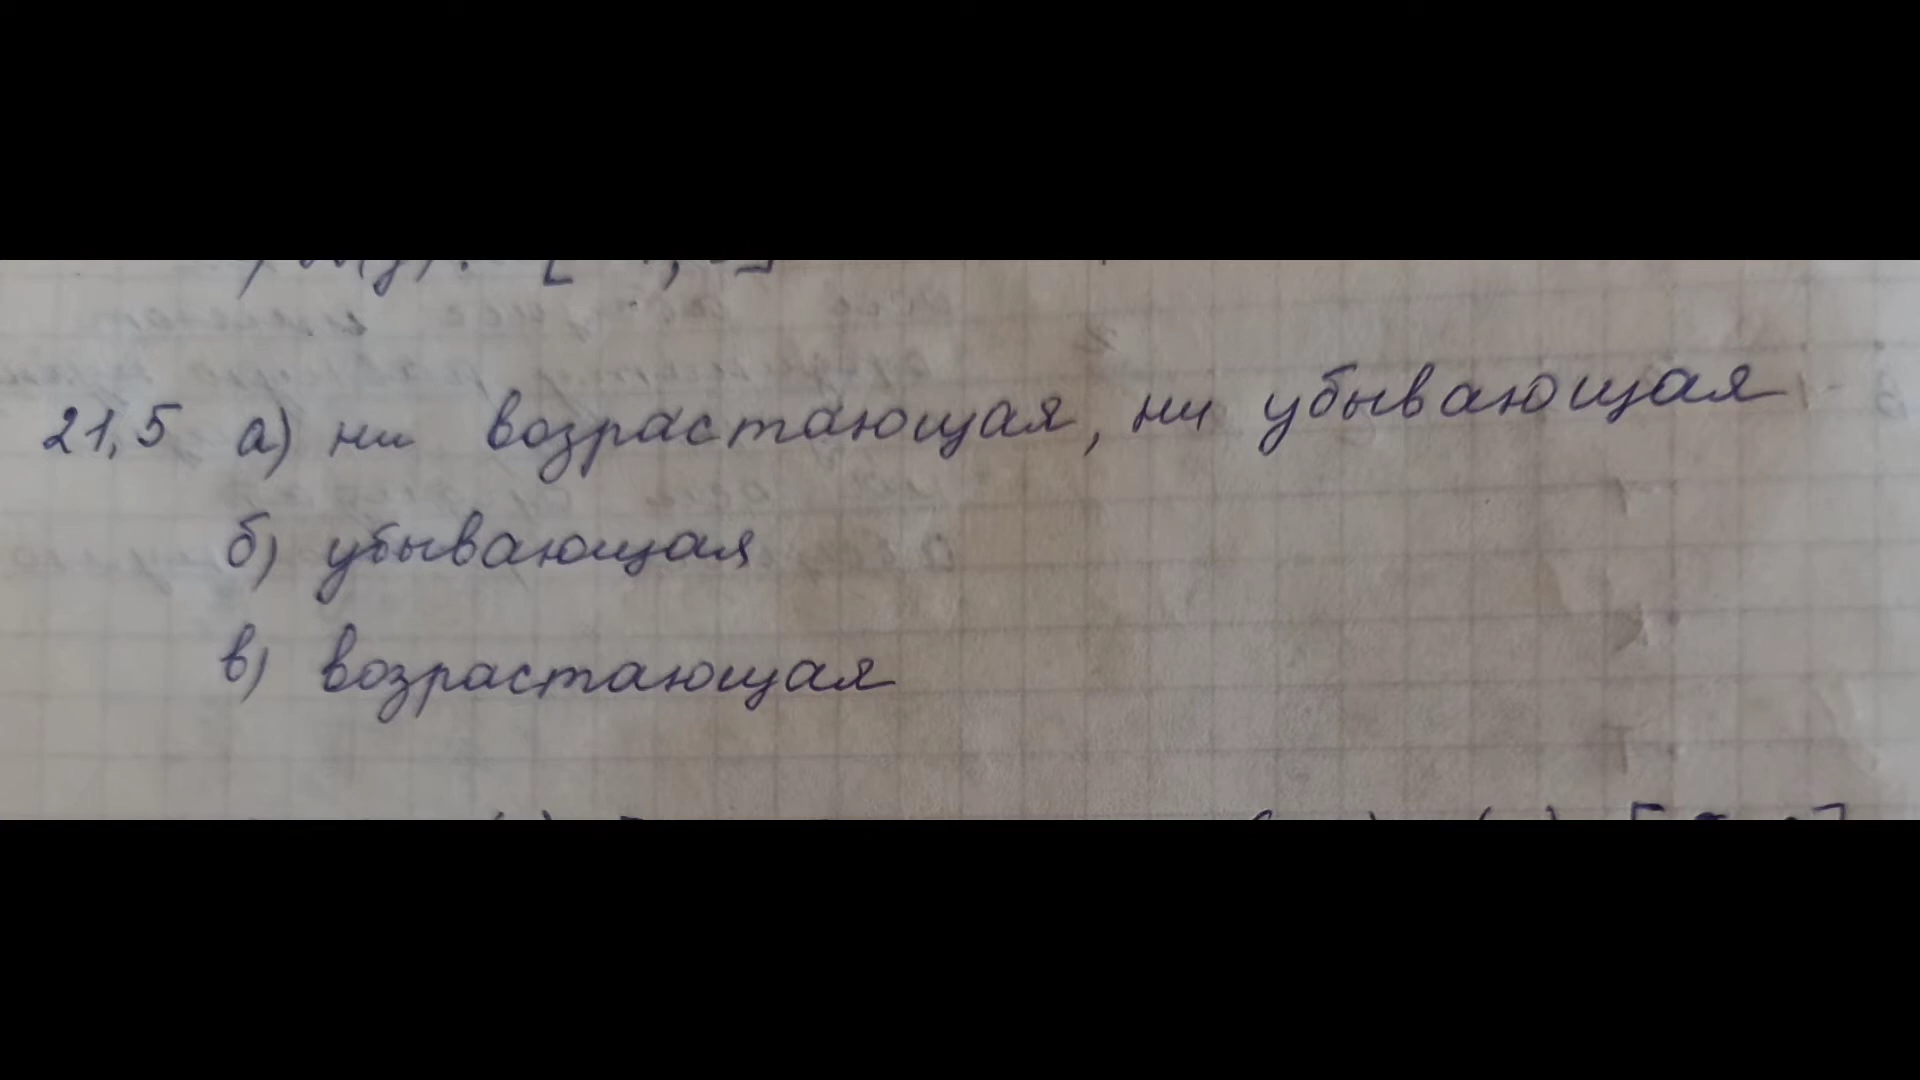 21,5 а) ни возрастающая, ни убывающая
б) убывающая
в) возрастающая